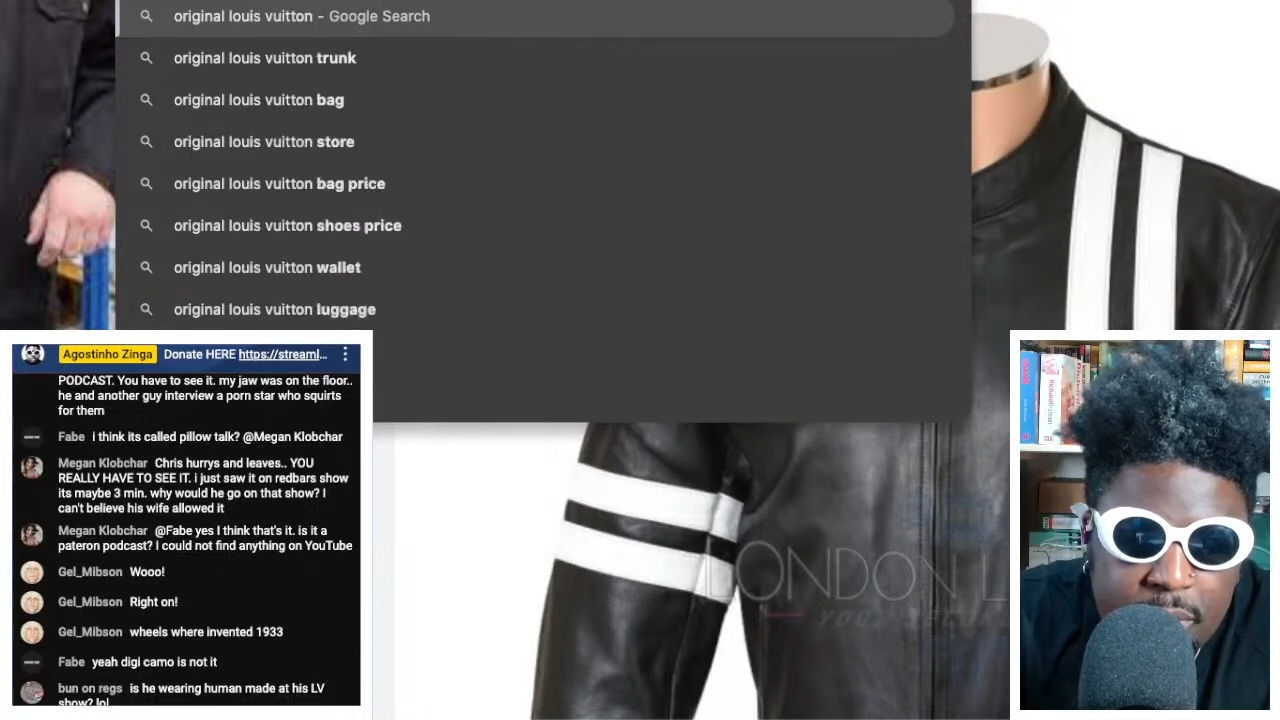 original louis vuitton - Google Search
original louis vuitton trunk
original louis vuitton bag
original louis vuitton store
original louis vuitton bag price
original louis vuitton shoes price
original louis vuitton wallet
original louis vuitton luggage
Agostinho Zinga Donate HERE https://streaml...
PODCAST. You have to see it. my jaw was on the floor..
he and another guy interview a porn star who squirts
for them
Fabe i think its called pillow talk? @Megan Klobchar
Megan Klobchar Chris hurrys and leaves.. YOU
REALLY HAVE TO SEE IT. i just saw it on redbars show
its maybe 3 min. why would he go on that show? I
can't believe his wife allowed it
Megan Klobchar @Fabe yes I think that's it. is it a
pateron podcast? I could not find anything on YouTube
Gel_Mibson Wooo!
Gel_Mibson Right on!
Gel_Mibson wheels where invented 1933
Fabe yeah digi camo is not it
bun on regs is he wearing human made at his LV
show? lol
LONDON L
YOUR